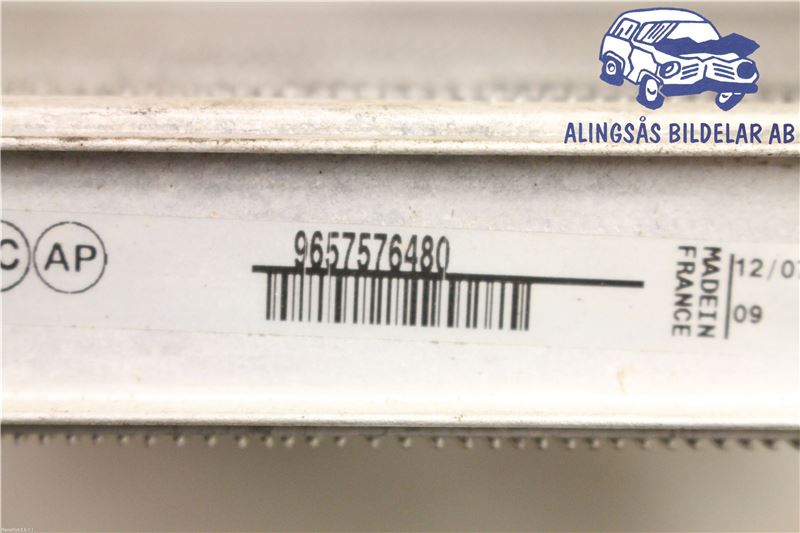 ALINGSÅS BILDELAR AB
C AP
9657576480
MADE IN
FRANCE
12/07
09